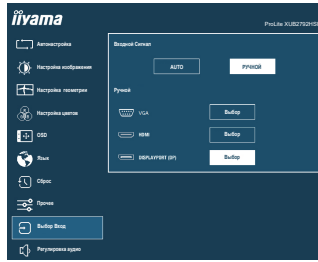 iiyama
ProLite XUB2792HS
Автонастройка
Настройка изображения
Настройка геометрии
Настройка цветов
OSD
Язык
Сброс
Прочее
Выбор Вход
Регулировка аудио
Входной Сигнал
AUTO
РУЧНОЙ
Ручной
VGA
Выбор
HDMI
Выбор
DISPLAYPORT (DP)
Выбор